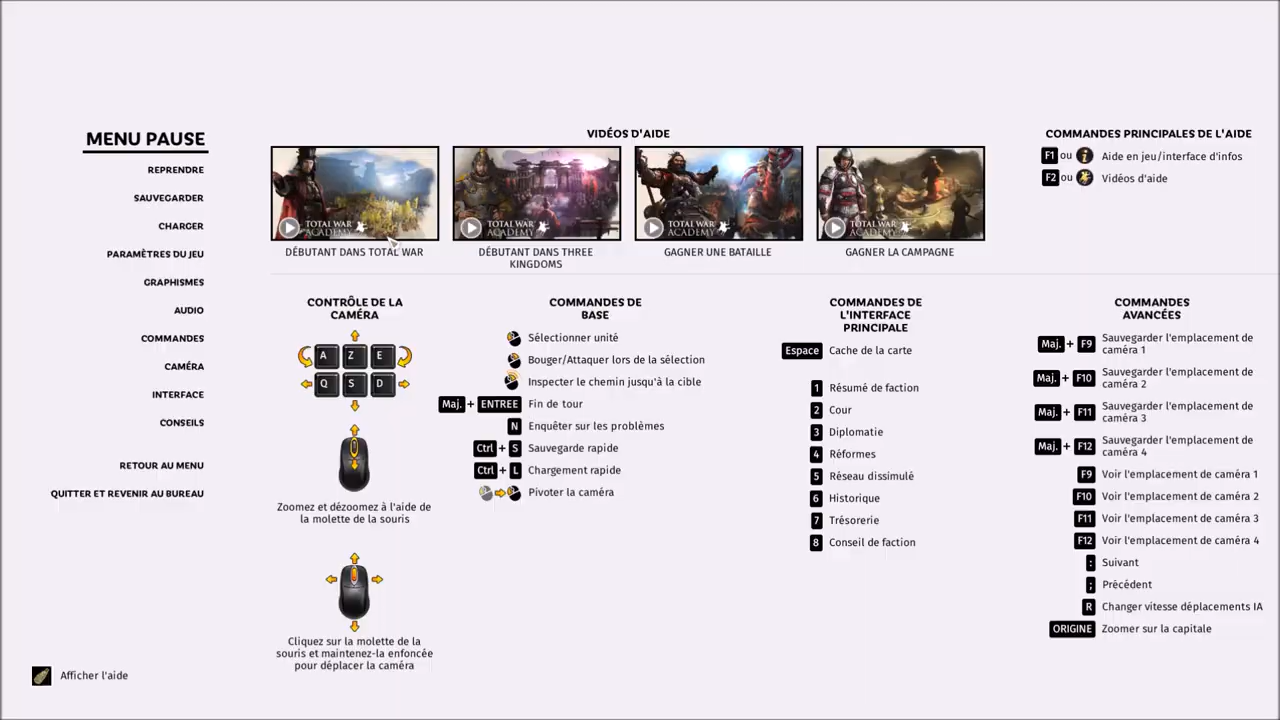 MENU PAUSE
REPRENDRE
SAUVEGARDER
CHARGER
PARAMÈTRES DU JEU
GRAPHISMES
AUDIO
COMMANDES
CAMÉRA
INTERFACE
CONSEILS
RETOUR AU MENU
QUITTER ET REVENIR AU BUREAU
Afficher l'aide
VIDÉOS D'AIDE
TOTAL WAR
ACADEMY
DÉBUTANT DANS TOTAL WAR
TOTAL WAR
ACADEMY
DÉBUTANT DANS THREE
KINGDOMS
TOTAL WAR
ACADEMY
GAGNER UNE BATAILLE
TOTAL WAR
ACADEMY
GAGNER LA CAMPAGNE
COMMANDES PRINCIPALES DE L'AIDE
F1 ou Aide en jeu/interface d'infos
F2 ou Vidéos d'aide
CONTRÔLE DE LA
CAMÉRA
A Z E
Q S D
Zoomez et dézoomez à l'aide de
la molette de la souris
Cliquez sur la molette de la
souris et maintenez-la enfoncée
pour déplacer la caméra
COMMANDES DE
BASE
Sélectionner unité
Bouger/Attaquer lors de la sélection
Inspecter le chemin jusqu'à la cible
Maj. + ENTREE Fin de tour
N Enquêter sur les problèmes
Ctrl + S Sauvegarde rapide
Ctrl + L Chargement rapide
Pivoter la caméra
COMMANDES DE
L'INTERFACE
PRINCIPALE
Espace Cache de la carte
1 Résumé de faction
2 Cour
3 Diplomatie
4 Réformes
5 Réseau dissimulé
6 Historique
7 Trésorerie
8 Conseil de faction
COMMANDES
AVANCÉES
Maj. + F9 Sauvegarder l'emplacement de
caméra 1
Maj. + F10 Sauvegarder l'emplacement de
caméra 2
Maj. + F11 Sauvegarder l'emplacement de
caméra 3
Maj. + F12 Sauvegarder l'emplacement de
caméra 4
F9 Voir l'emplacement de caméra 1
F10 Voir l'emplacement de caméra 2
F11 Voir l'emplacement de caméra 3
F12 Voir l'emplacement de caméra 4
: Suivant
; Précédent
R Changer vitesse déplacements IA
ORIGINE Zoomer sur la capitale